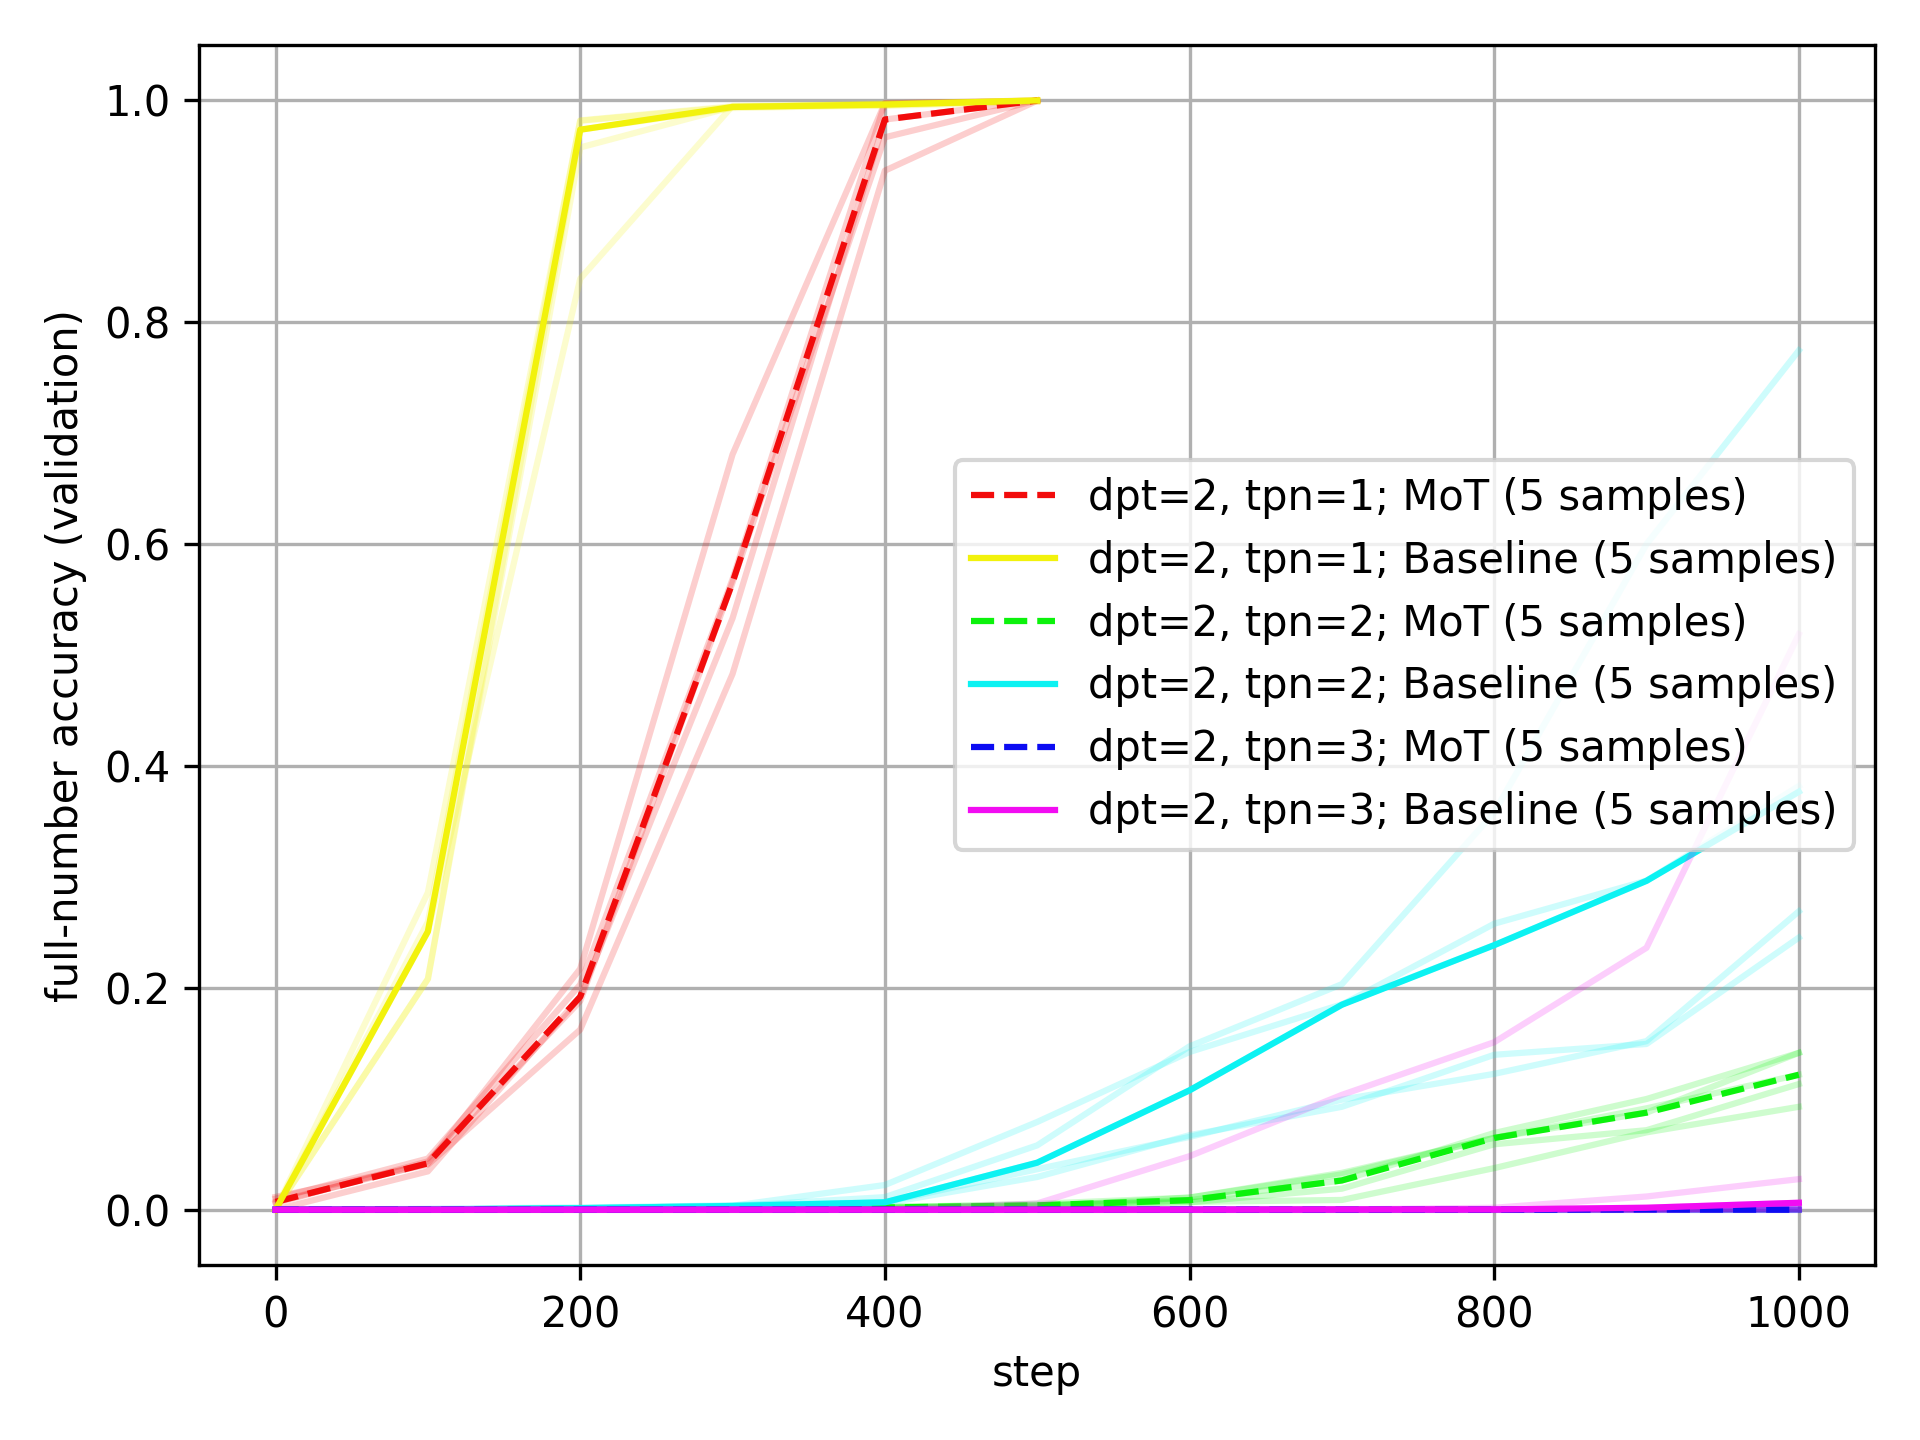 full-number accuracy (validation)
1.0
0.8
0.6
0.4
0.2
0.0
dpt=2, tpn=1; MoT (5 samples)
dpt=2, tpn=1; Baseline (5 samples)
dpt=2, tpn=2; MoT (5 samples)
dpt=2, tpn=2; Baseline (5 samples)
dpt=2, tpn=3; MoT (5 samples)
dpt=2, tpn=3; Baseline (5 samples)
0 200 400 600 800 1000
step